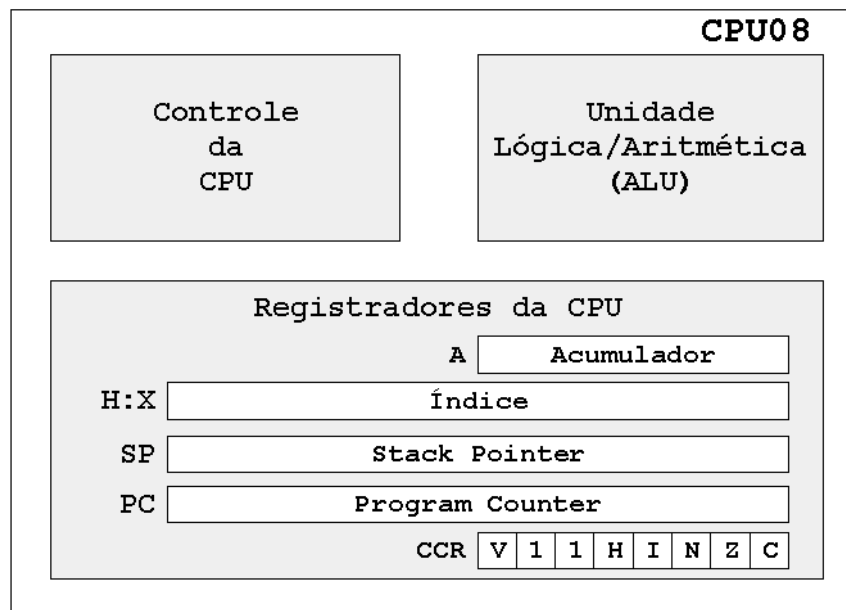 CPU08
Controle
da
CPU
Unidade
Lógica/Aritmética
(ALU)
Registradores da CPU
A Acumulador
H:X Índice
SP Stack Pointer
PC Program Counter
CCR V 1 1 H I N Z C